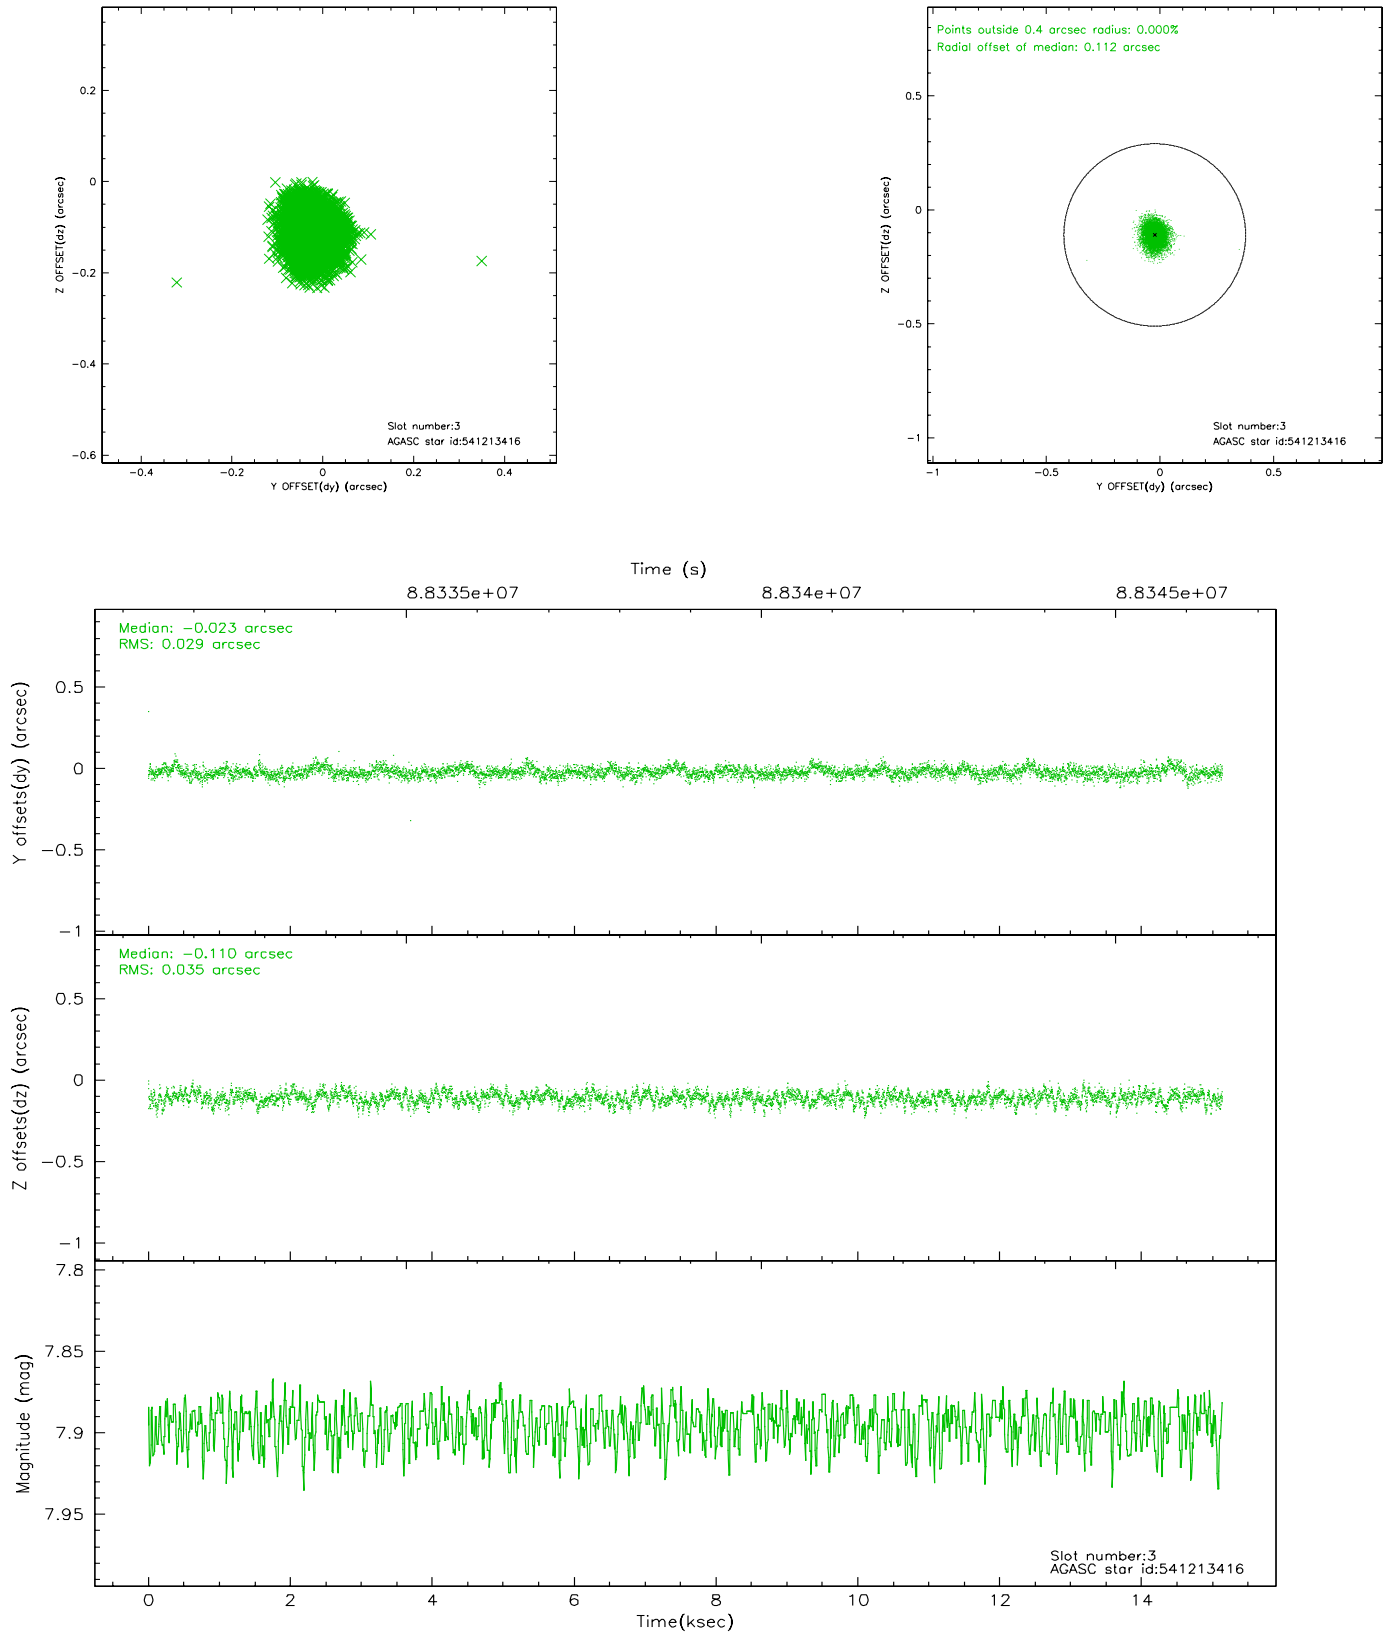 0.2
0
−0.2
−0.4
−0.6
Z OFFSET(dz) (arcsec)
Slot number:3
AGASC star id:541213416
−0.4 −0.2 0 0.2 0.4
Y OFFSET(dy) (arcsec)
Points outside 0.4 arcsec radius: 0.000%
Radial offset of median: 0.112 arcsec
0.5
0
−0.5
−1
Z OFFSET(dz) (arcsec)
Slot number:3
AGASC star id:541213416
−1 −0.5 0 0.5
Y OFFSET(dy) (arcsec)
Time (s)
8.8335e+07 8.834e+07 8.8345e+07
Median: −0.023 arcsec
RMS: 0.029 arcsec
0.5
0
−0.5
−1
Y offsets(dy) (arcsec)
Median: −0.110 arcsec
RMS: 0.035 arcsec
0.5
0
−0.5
−1
Z offsets(dz) (arcsec)
7.8
7.85
7.9
7.95
Magnitude (mag)
Slot number:3
AGASC star id:541213416
0 2 4 6 8 10 12 14
Time(ksec)